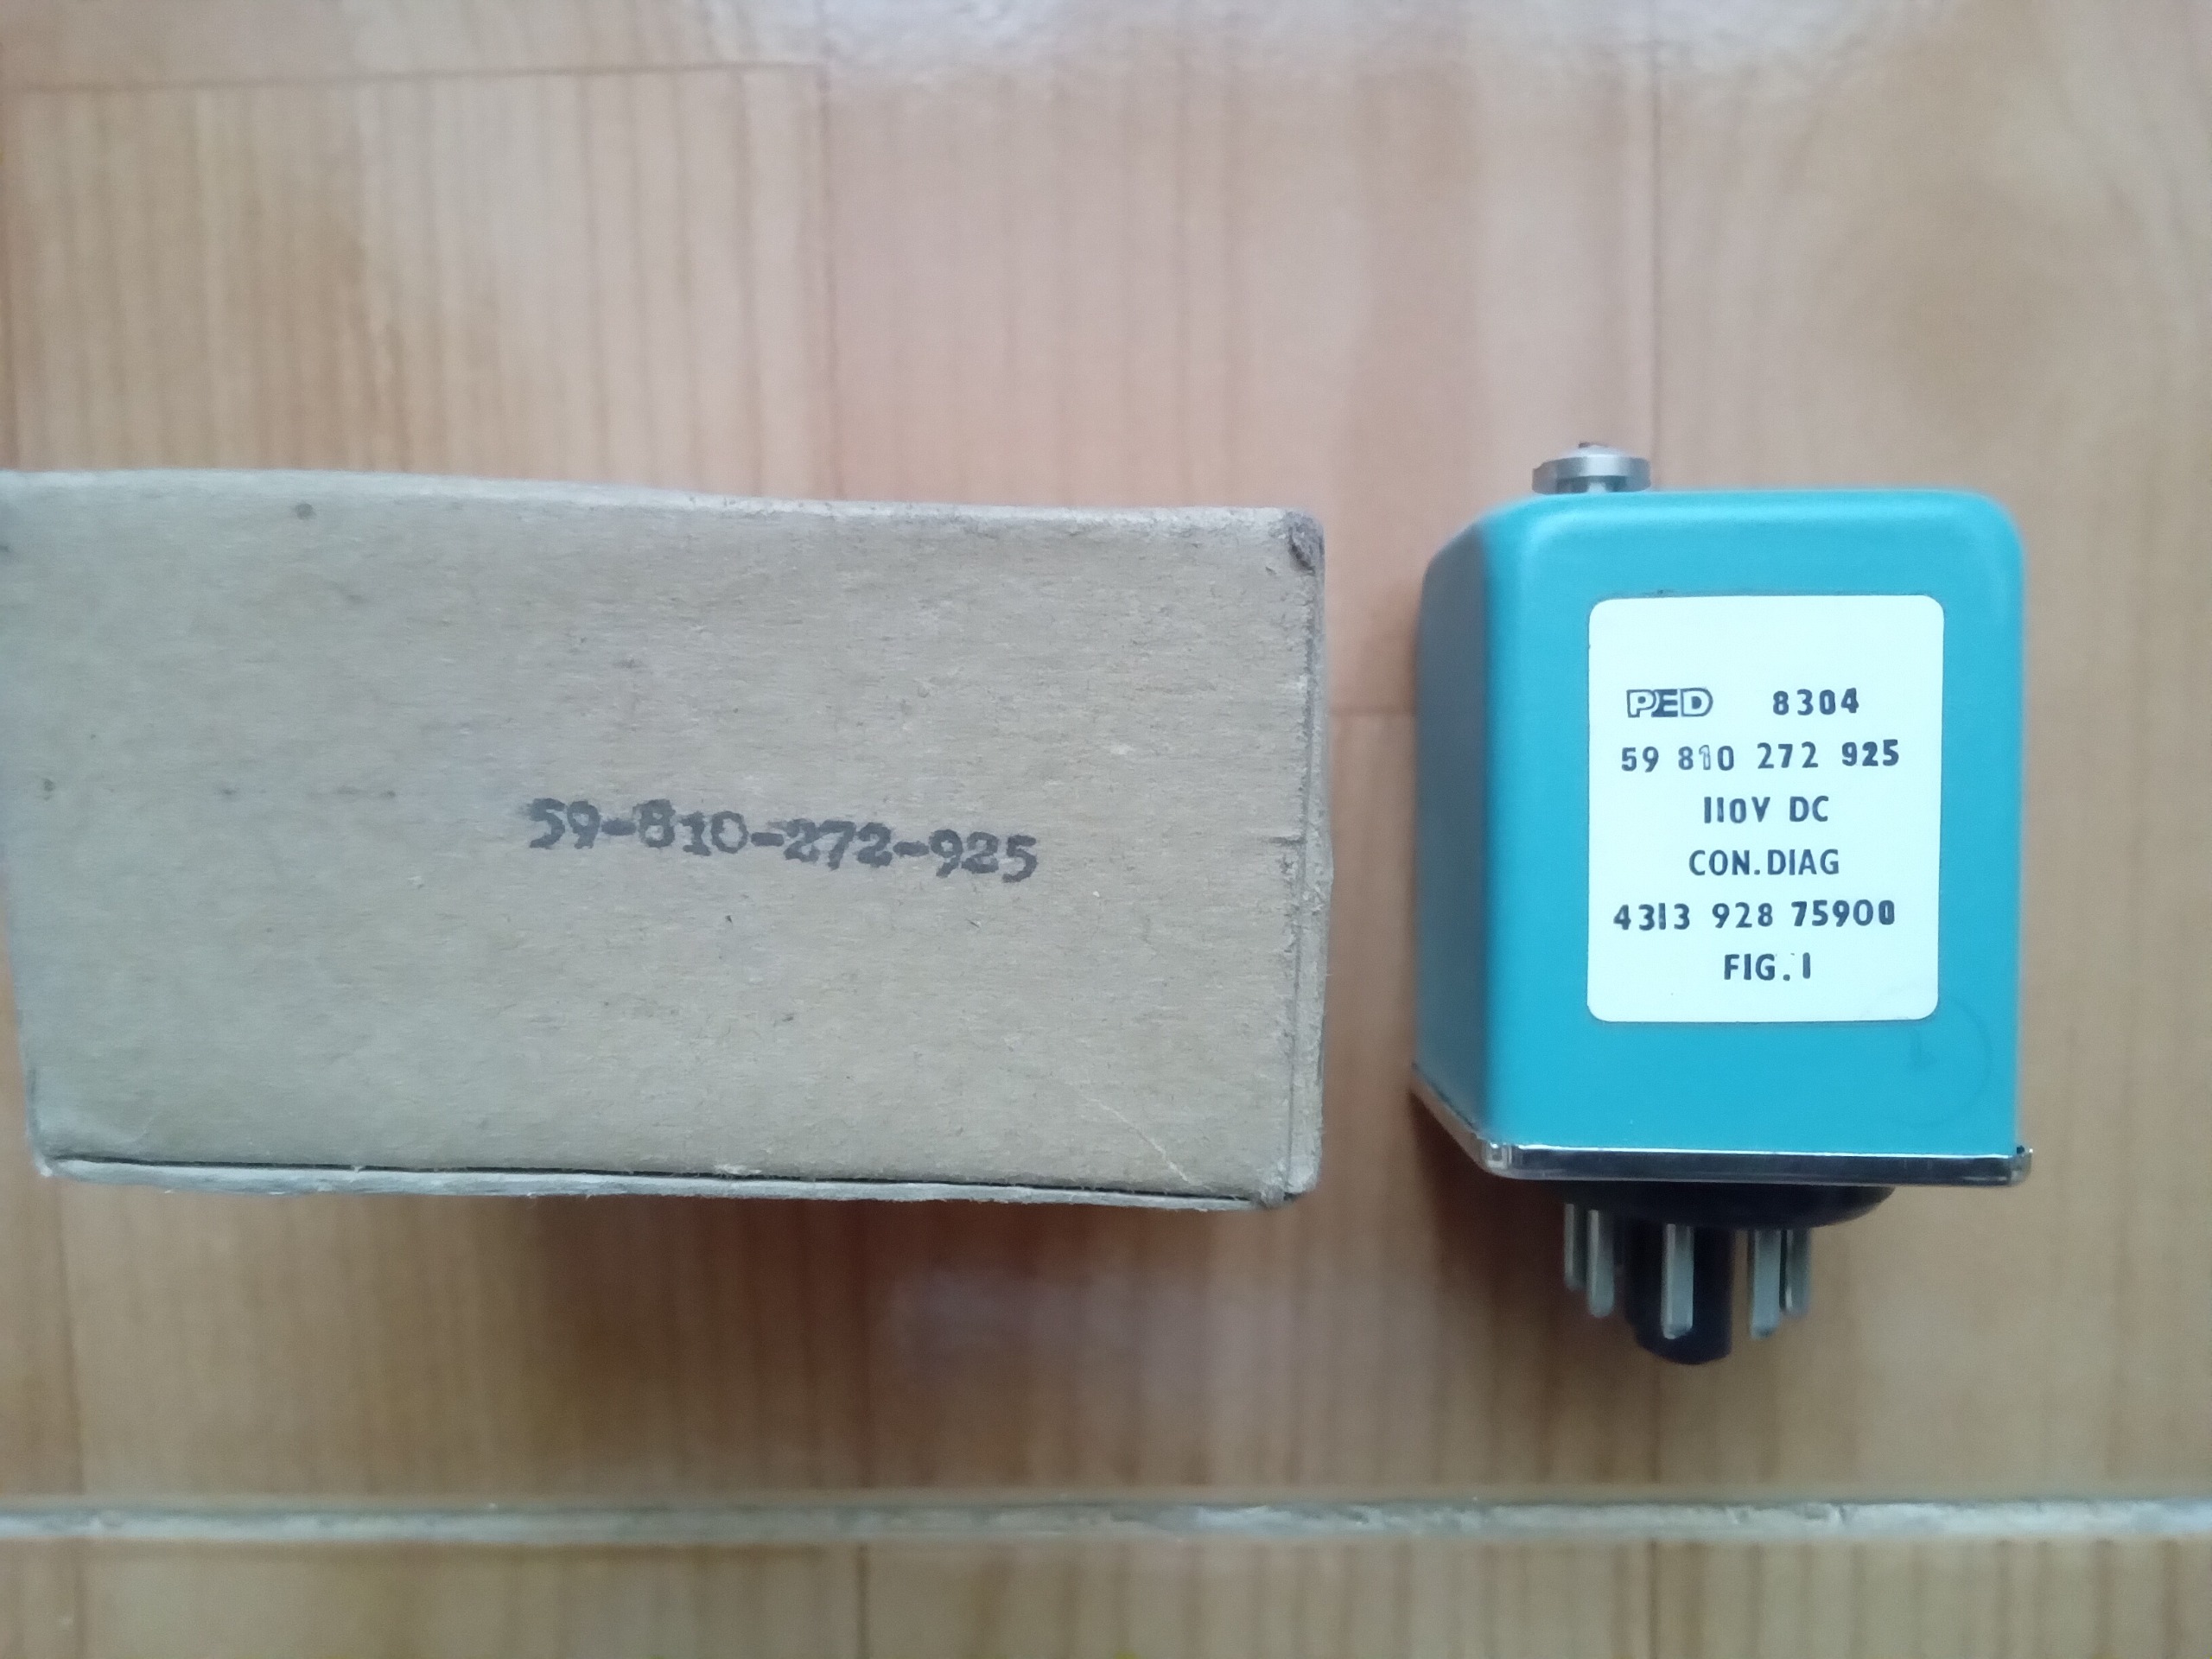 59-810-272-925
PED 8304
59 810 272 925
110V DC
CON.DIAG
4313 928 75900
FIG.1